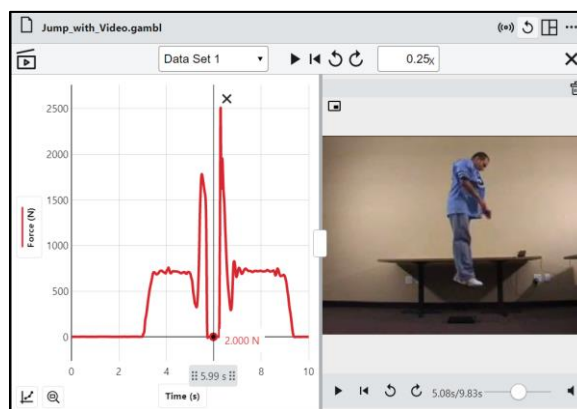 Jump_with_Video.gambl
Data Set 1
0.25x
2500
2000
1500
1000
500
0
Force (N)
2.000 N
0 2 4 6 8 10
5.99 s
Time (s)
5.08s/9.83s